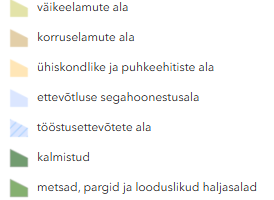 väikeelamute ala
korruselamute ala
ühiskondlike ja puhkeehitiste ala
ettevõtluse segahoonestusala
tööstusettevõtete ala
kalmistud
metsad, pargid ja looduslikud haljasalad